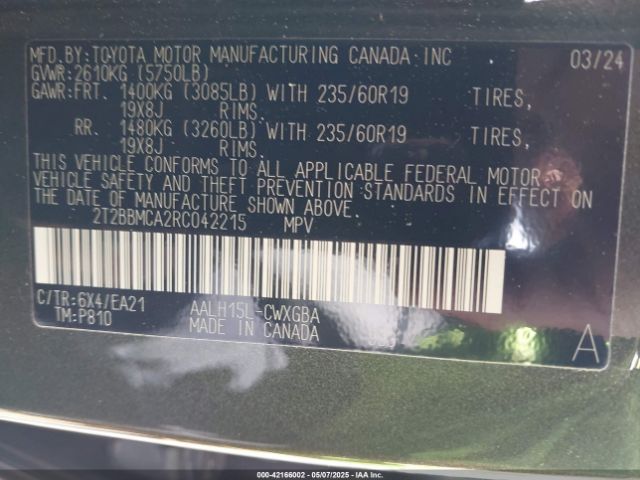 MFD.BY:TOYOTA MOTOR MANUFACTURING CANADA INC 03/24
GVWR:2610KG (5750LB)
GAWR:FRT. 1400KG (3085LB) WITH 235/60R19 TIRES,
19X8J RIMS.
RR. 1480KG (3260LB) WITH 235/60R19 TIRES,
19X8J RIMS.
THIS VEHICLE CONFORMS TO ALL APPLICABLE FEDERAL MOTOR
VEHICLE SAFETY AND THEFT PREVENTION STANDARDS IN EFFECT ON
THE DATE OF MANUFACTURE SHOWN ABOVE.
2T2BBMCA2RC042215 MPV
C/TR:6X4/EA21 AALH15L-CWXGBA
TM:P810 MADE IN CANADA
A
000-42166002 05/07/2025 IAA Inc.